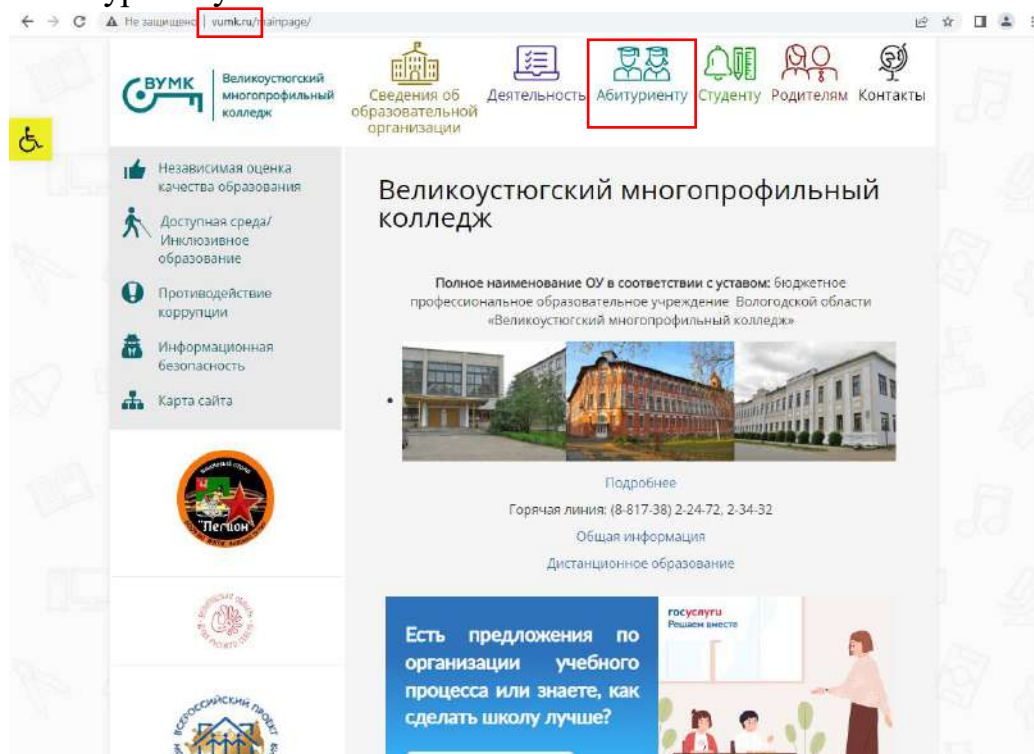 Не защищено | vumk.ru/mainpage/
ВУМК
Великоустюгский
многопрофильный
колледж
Сведения об
образовательной
организации
Деятельность
Абитуриенту
Студенту
Родителям
Контакты
Независимая оценка
качества образования
Доступная среда/
Инклюзивное
образование
Противодействие
коррупции
Информационная
безопасность
Карта сайта
Великоустюгский многопрофильный
колледж
Полное наименование ОУ в соответствии с уставом: бюджетное
профессиональное образовательное учреждение Вологодской области
«Великоустюгский многопрофильный колледж»
Подробнее
Горячая линия: (8-817-38) 2-24-72, 2-34-32
Общая информация
Дистанционное образование
"Легион"
Есть предложения по
организации учебного
процесса или знаете, как
сделать школу лучше?
госуслуги
Решаем вместе
ВСЕРОССИЙСКИЙ ПРОЕКТ